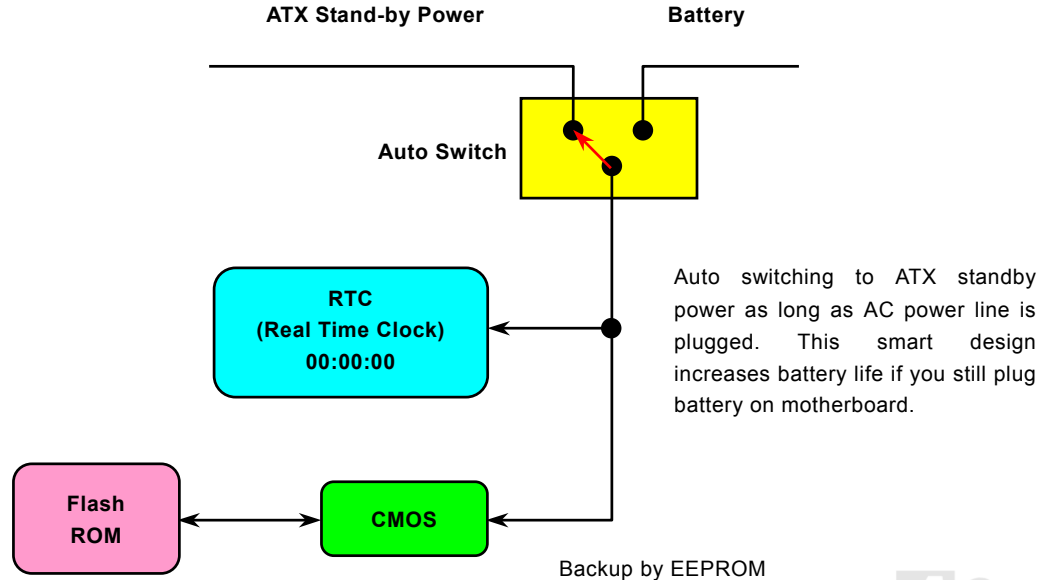 ATX Stand-by Power
Battery
Auto Switch
RTC
(Real Time Clock)
00:00:00
Auto switching to ATX standby
power as long as AC power line is
plugged. This smart design
increases battery life if you still plug
battery on motherboard.
Flash
ROM
CMOS
Backup by EEPROM